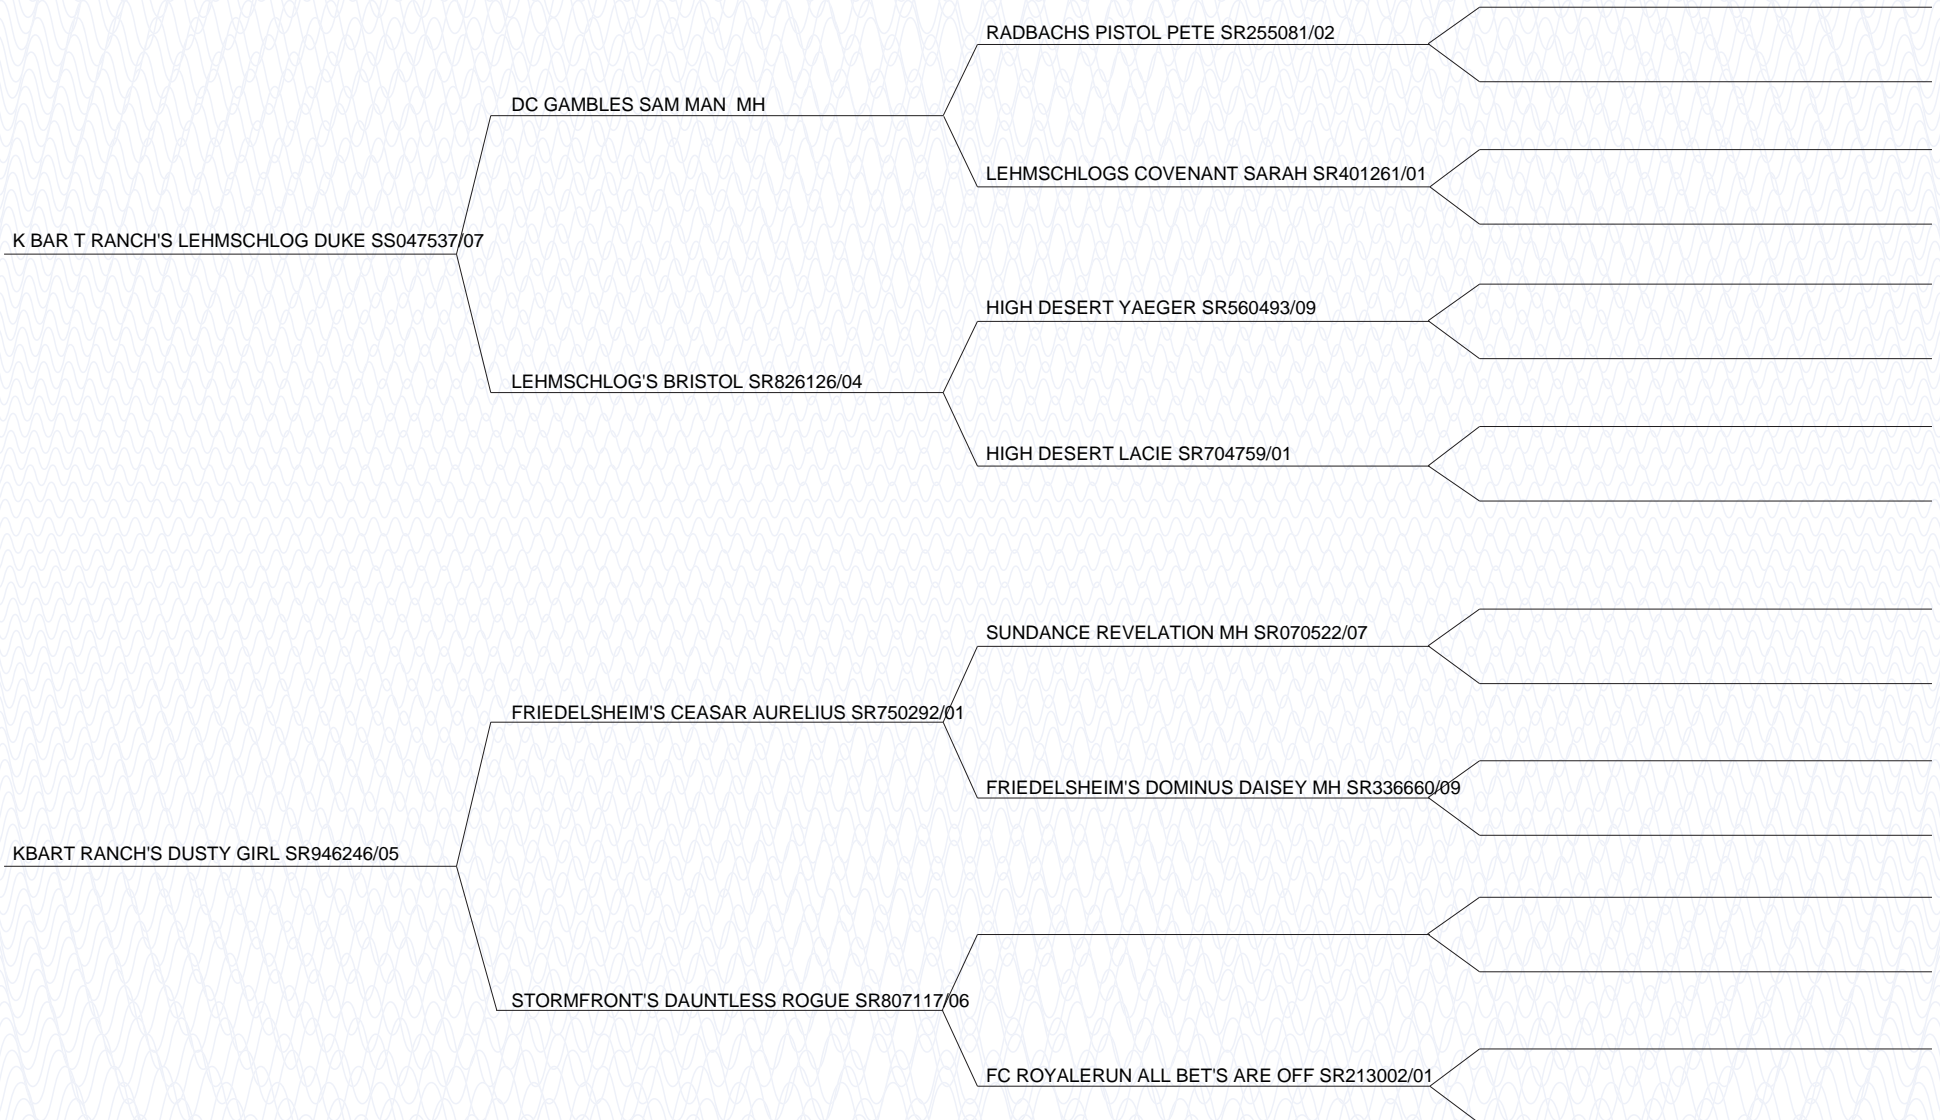 RADBACHS PISTOL PETE SR255081/02
DC GAMBLES SAM MAN  MH
LEHMSCHLOGS COVENANT SARAH SR401261/01
K BAR T RANCH'S LEHMSCHLOG DUKE SS047537/07
HIGH DESERT YAEGER SR560493/09
LEHMSCHLOG'S BRISTOL SR826126/04
HIGH DESERT LACIE SR704759/01
SUNDANCE REVELATION MH SR070522/07
FRIEDELSHEIM'S CEASAR AURELIUS SR750292/01
FRIEDELSHEIM'S DOMINUS DAISEY MH SR336660/09
KBART RANCH'S DUSTY GIRL SR946246/05
STORMFRONT'S DAUNTLESS ROGUE SR807117/06
FC ROYALERUN ALL BET'S ARE OFF SR213002/01